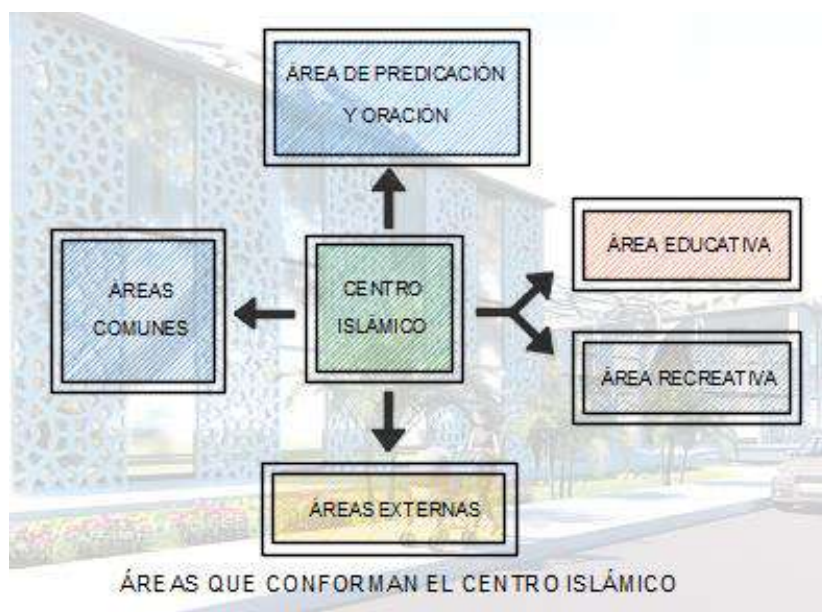 ÁREA DE PREDICACIÓN
Y ORACIÓN
ÁREA EDUCATIVA
ÁREAS
COMUNES
CENTRO
ISLÁMICO
ÁREA RECREATIVA
ÁREAS EXTERNAS
ÁREAS QUE CONFORMAN EL CENTRO ISLÁMICO